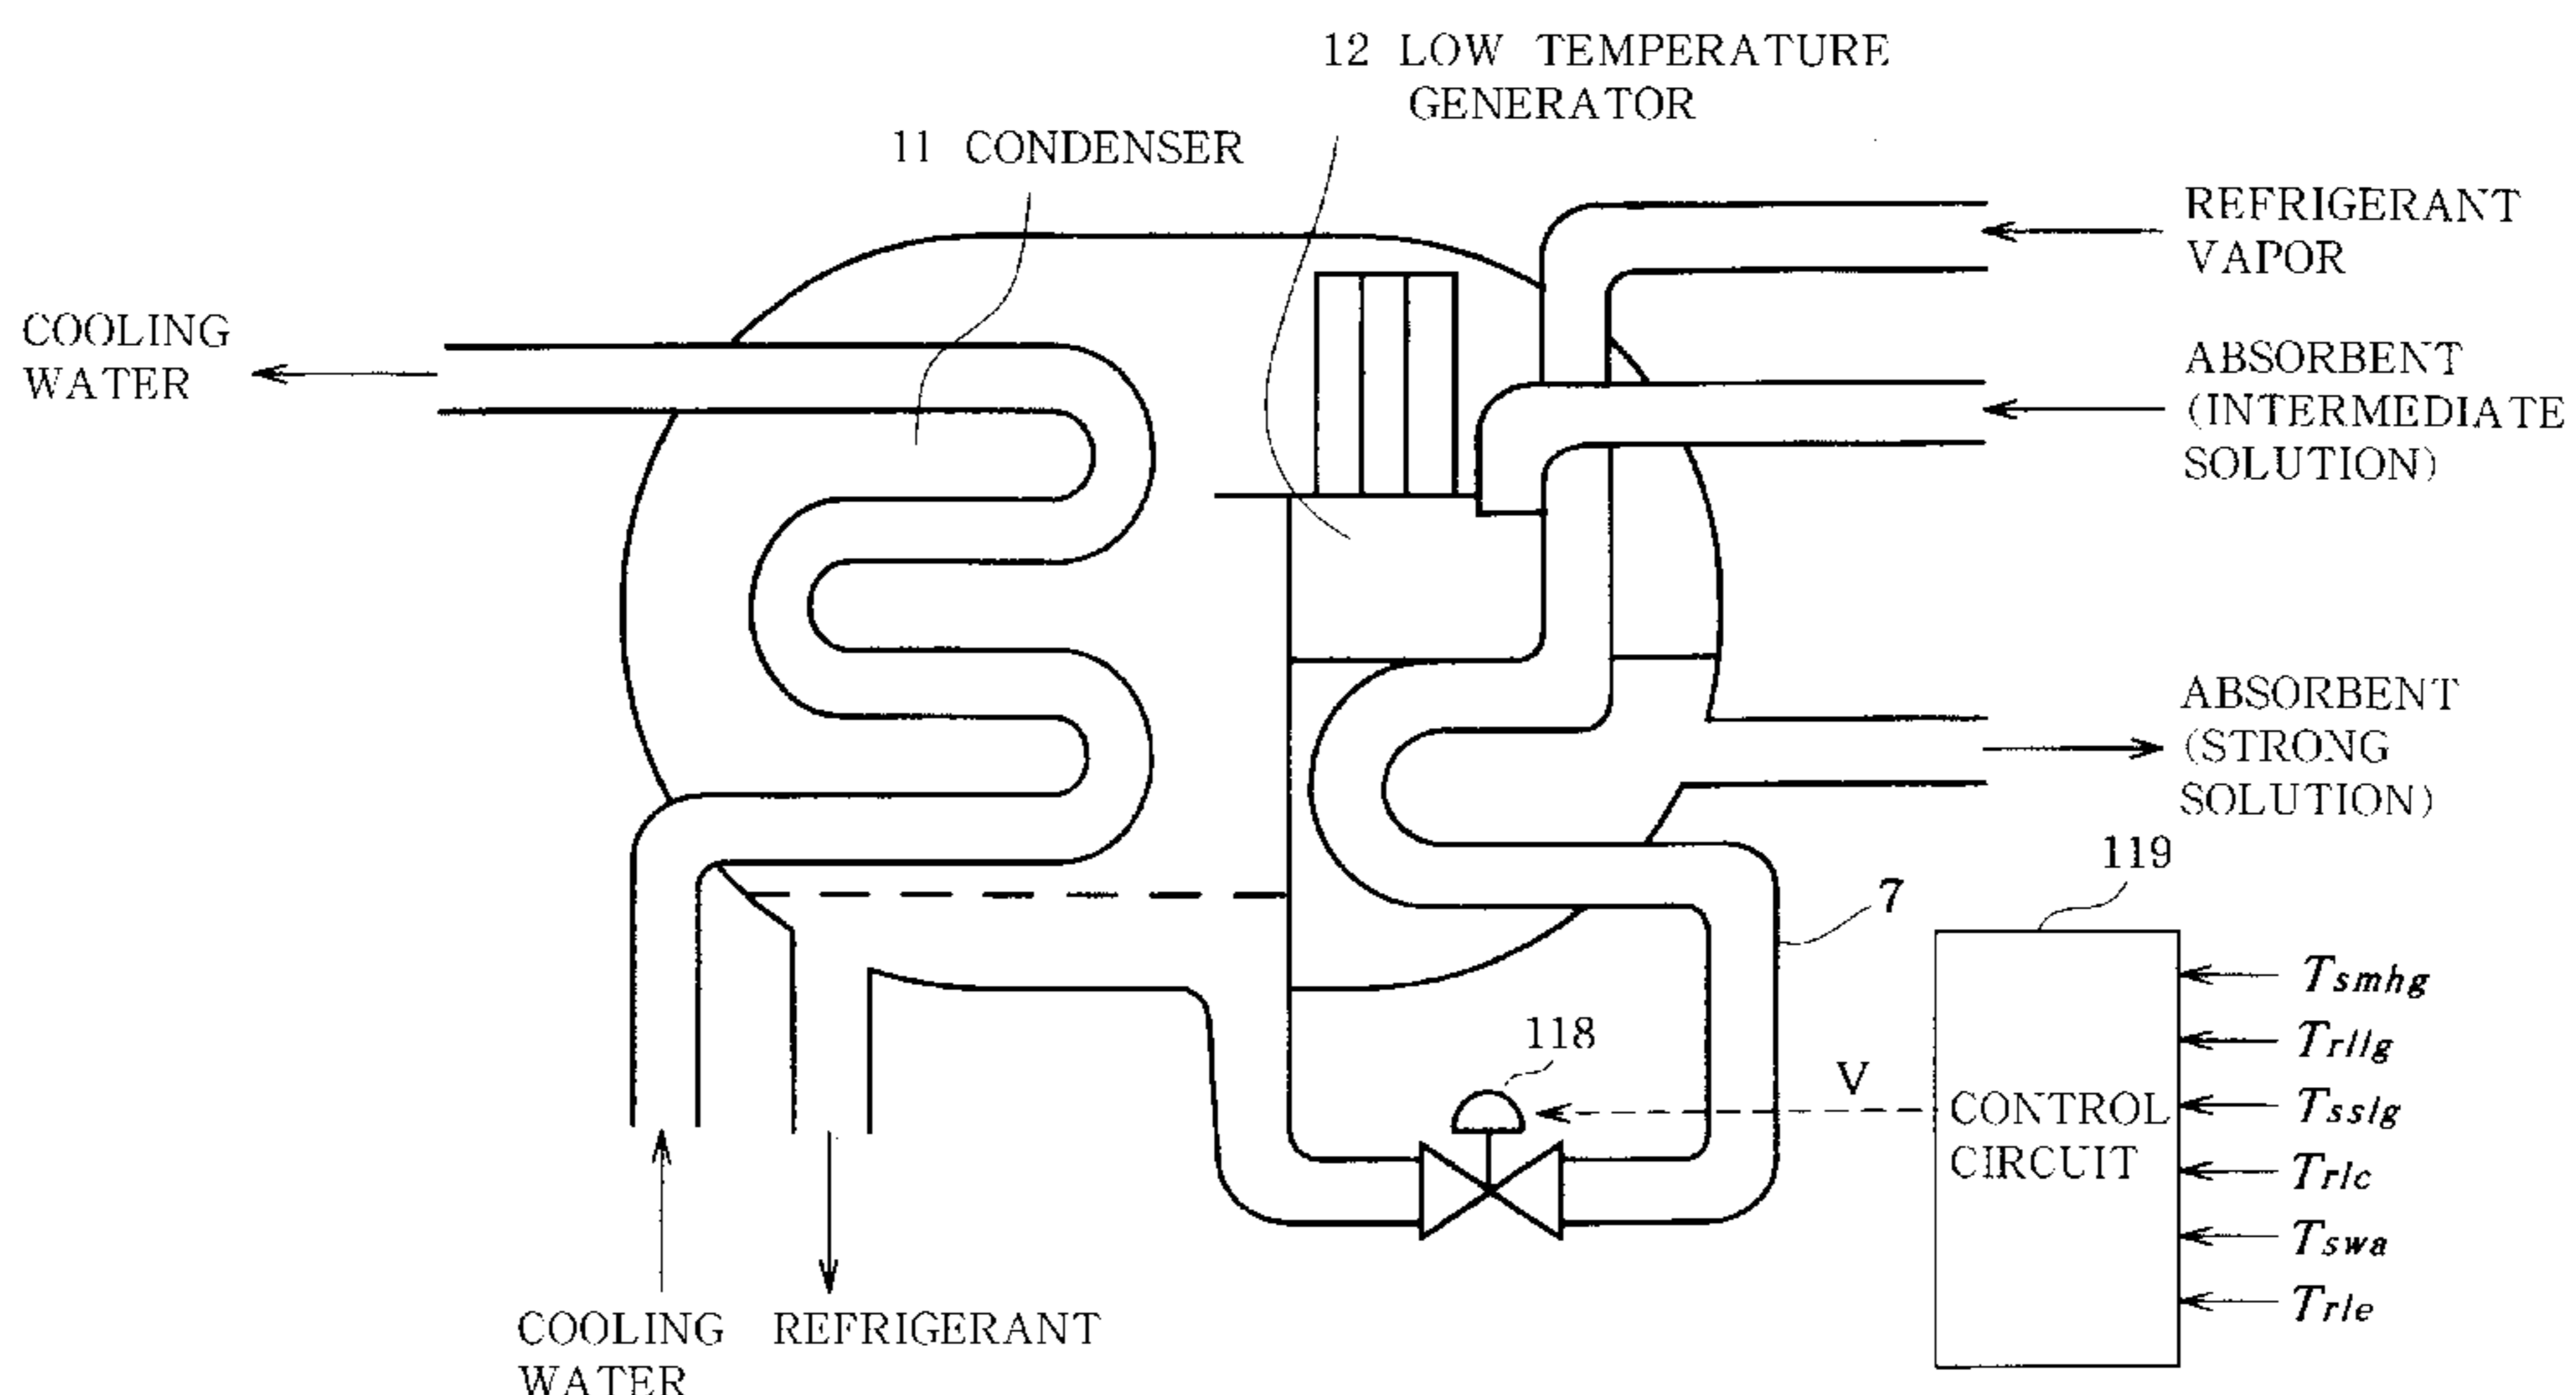 12 LOW TEMPERATURE
GENERATOR
11 CONDENSER
REFRIGERANT
VAPOR
COOLING
WATER
ABSORBENT
(INTERMEDIATE
SOLUTION)
ABSORBENT
(STRONG
SOLUTION)
119
7
118
V
CONTROL
CIRCUIT
Tsmhg
Trllg
Tsslg
Trlc
Tswa
Trle
COOLING
WATER
REFRIGERANT